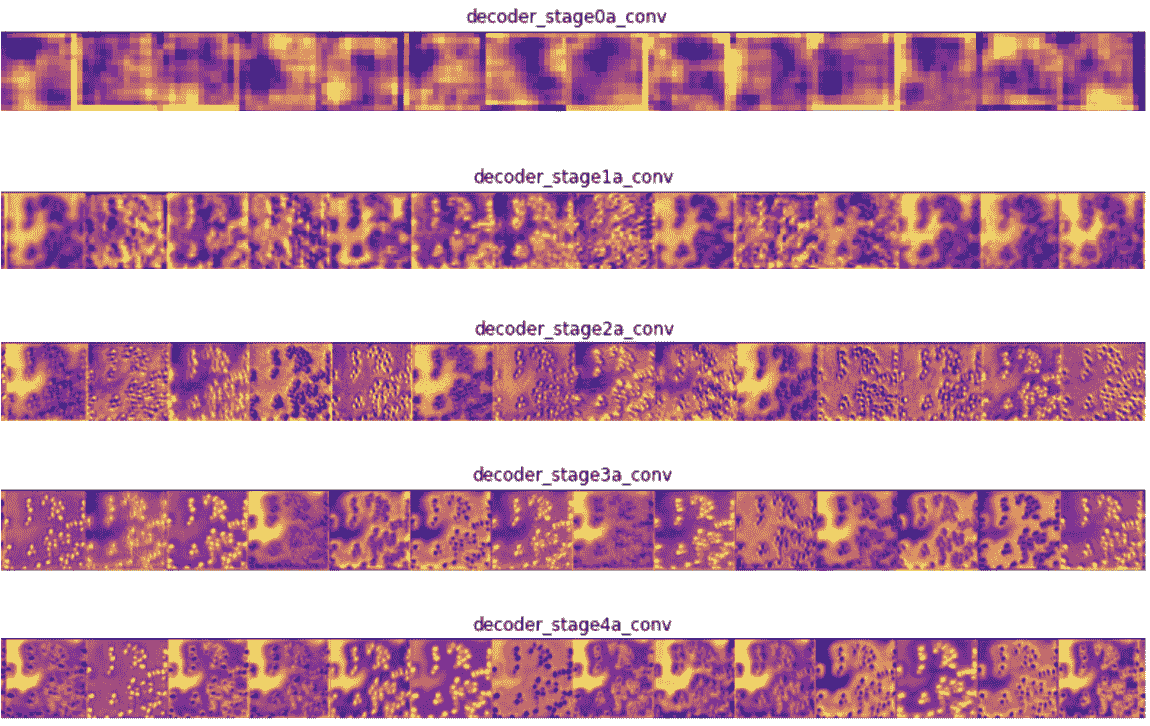 decoder_stage0a_conv
decoder_stage1a_conv
decoder_stage2a_conv
decoder_stage3a_conv
decoder_stage4a_conv